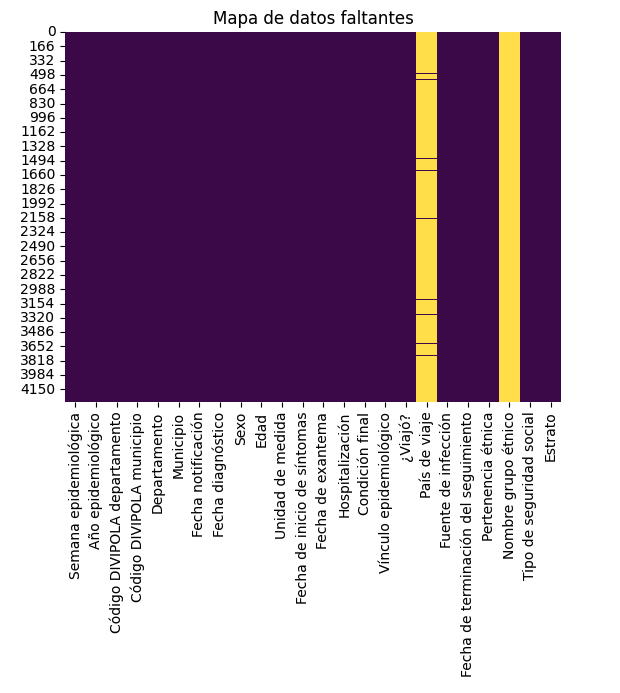 Mapa de datos faltantes
0
166
332
498
664
830
996
1162
1328
1494
1660
1826
1992
2158
2324
2490
2656
2822
2988
3154
3320
3486
3652
3818
3984
4150
Semana epidemiológica
Año epidemiológico
Código DIVIPOLA departamento
Código DIVIPOLA municipio
Departamento
Municipio
Fecha notificación
Fecha diagnóstico
Sexo
Edad
Unidad de medida
Fecha de inicio de síntomas
Fecha de exantema
Hospitalización
Condición final
Vínculo epidemiológico
¿Viajó?
País de viaje
Fuente de infección
Fecha de terminación del seguimiento
Pertenencia étnica
Nombre grupo étnico
Tipo de seguridad social
Estrato